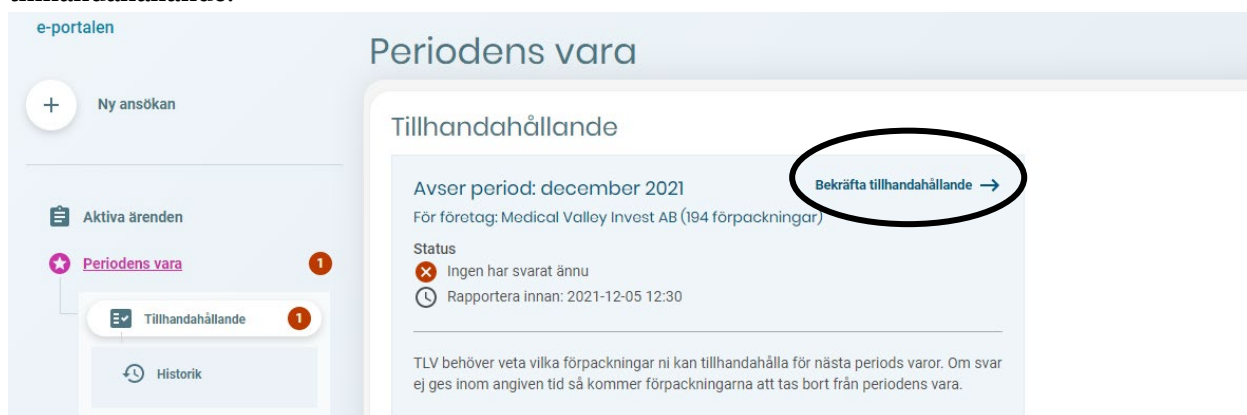 e-portalen
Periodens vara
Ny ansökan
Tillhandahållande
Avser period: december 2021
Bekräfta tillhandahållande →
För företag: Medical Valley Invest AB (194 förpackningar)
Aktiva ärenden
Status
Periodens vara 1
Ingen har svarat ännu
Rapportera innan: 2021-12-05 12:30
Tillhandahållande 1
Historik
TLV behöver veta vilka förpackningar ni kan tillhandahålla för nästa periods varor. Om svar
ej ges inom angiven tid så kommer förpackningarna att tas bort från periodens vara.